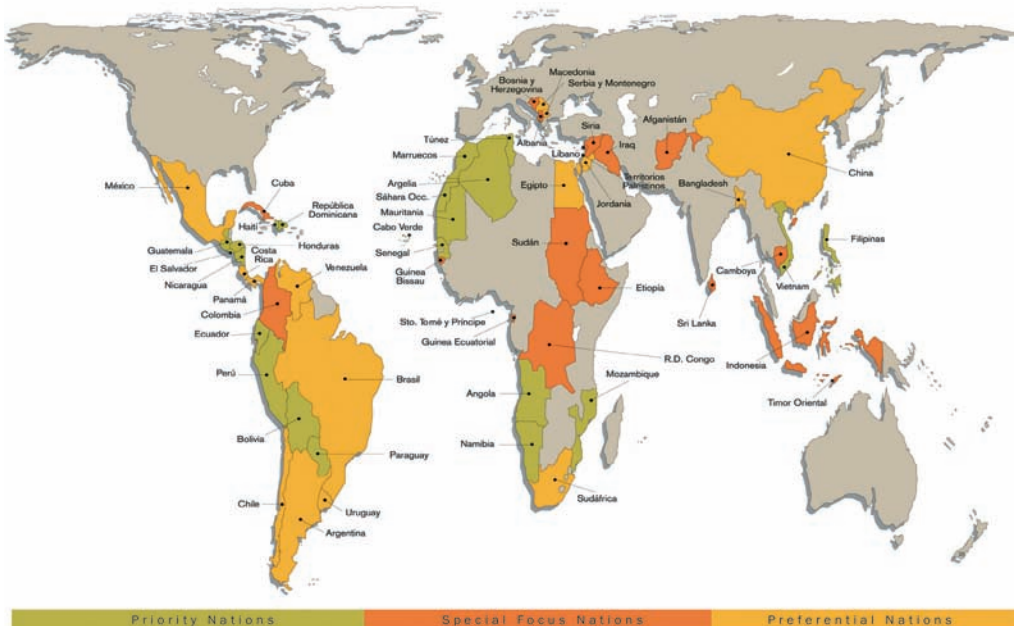 Macedonia
Bosnia y
Herzegovina
Serbia y Montenegro
Albania
Túnez
Marruecos
Argelia
Sáhara Occ.
Mauritania
Cabo Verde
Senegal
Guinea
Bissau
Siria
Líbano
Iraq
Afganistán
Territorios
Palestinos
Jordania
Egipto
Bangladesh
China
México
Cuba
República
Dominicana
Haití
Guatemala
Honduras
El Salvador
Costa
Rica
Nicaragua
Panamá
Venezuela
Colombia
Ecuador
Perú
Brasil
Bolivia
Paraguay
Chile
Uruguay
Argentina
Sudán
Etiopía
Sto. Tomé y Príncipe
Guinea Ecuatorial
R.D. Congo
Angola
Mozambique
Namibia
Sudáfrica
Sri Lanka
Camboya
Vietnam
Filipinas
Indonesia
Timor Oriental
Priority Nations
Special Focus Nations
Preferential Nations